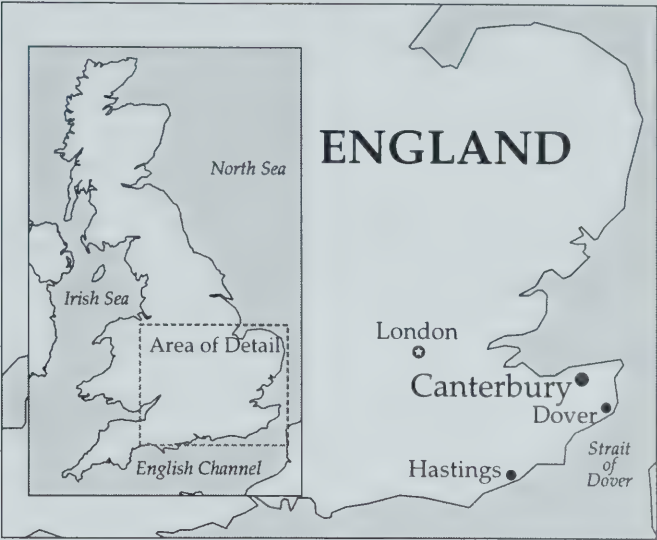 ENGLAND
North Sea
Irish Sea
Area of Detail
English Channel
London
Canterbury
Dover
Hastings
Strait
of
Dover